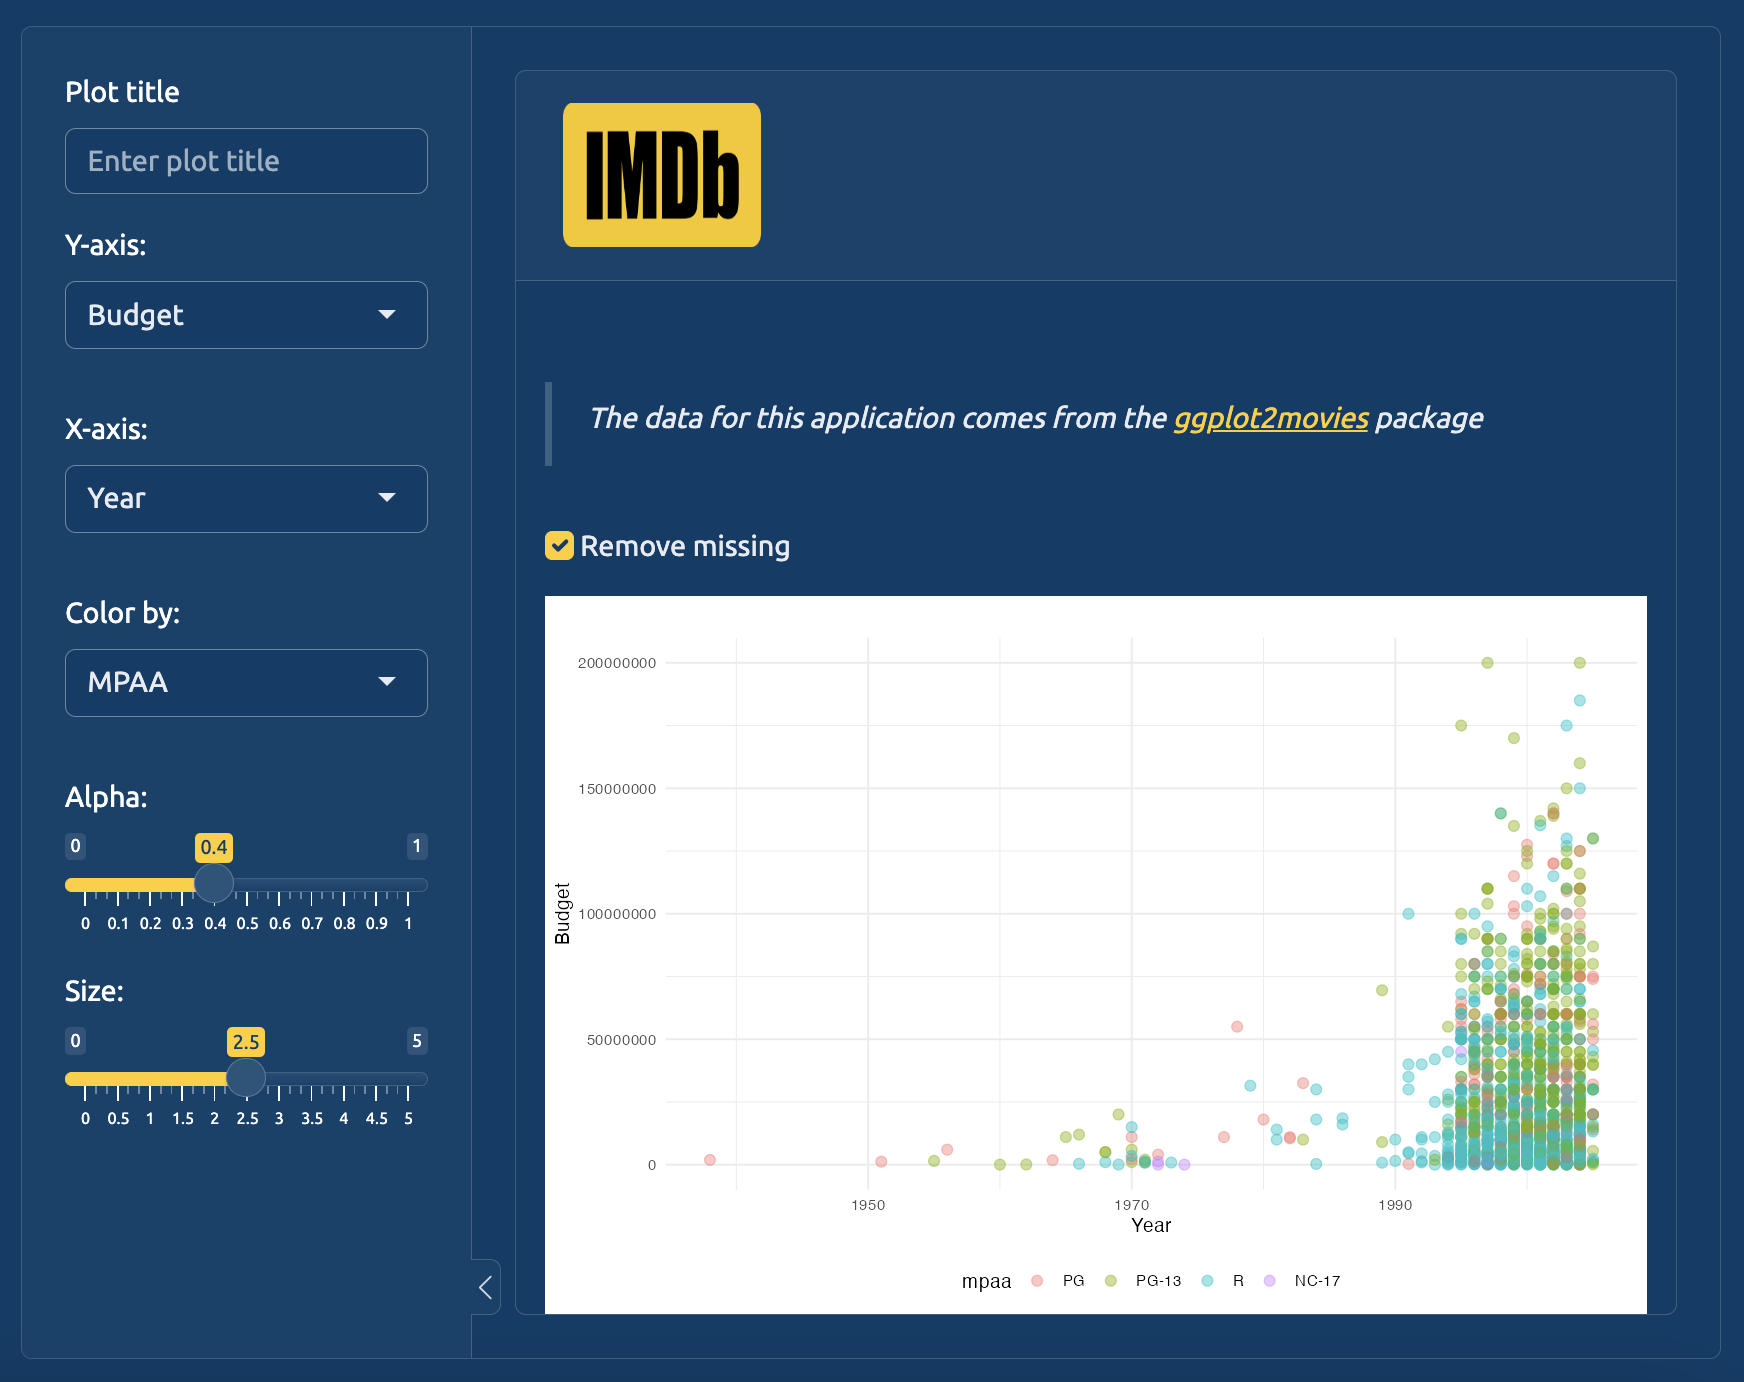 Plot title
Enter plot title
Y-axis:
Budget
X-axis:
Year
Color by:
MPAA
Alpha:
0 0.4 1
0 0.1 0.2 0.3 0.4 0.5 0.6 0.7 0.8 0.9 1
Size:
0 2.5 5
0 0.5 1 1.5 2 2.5 3 3.5 4 4.5 5
IMDb
The data for this application comes from the ggplot2movies package
Remove missing
200000000
150000000
100000000
50000000
0
Budget
1950 1970 1990
Year
mpaa PG PG-13 R NC-17